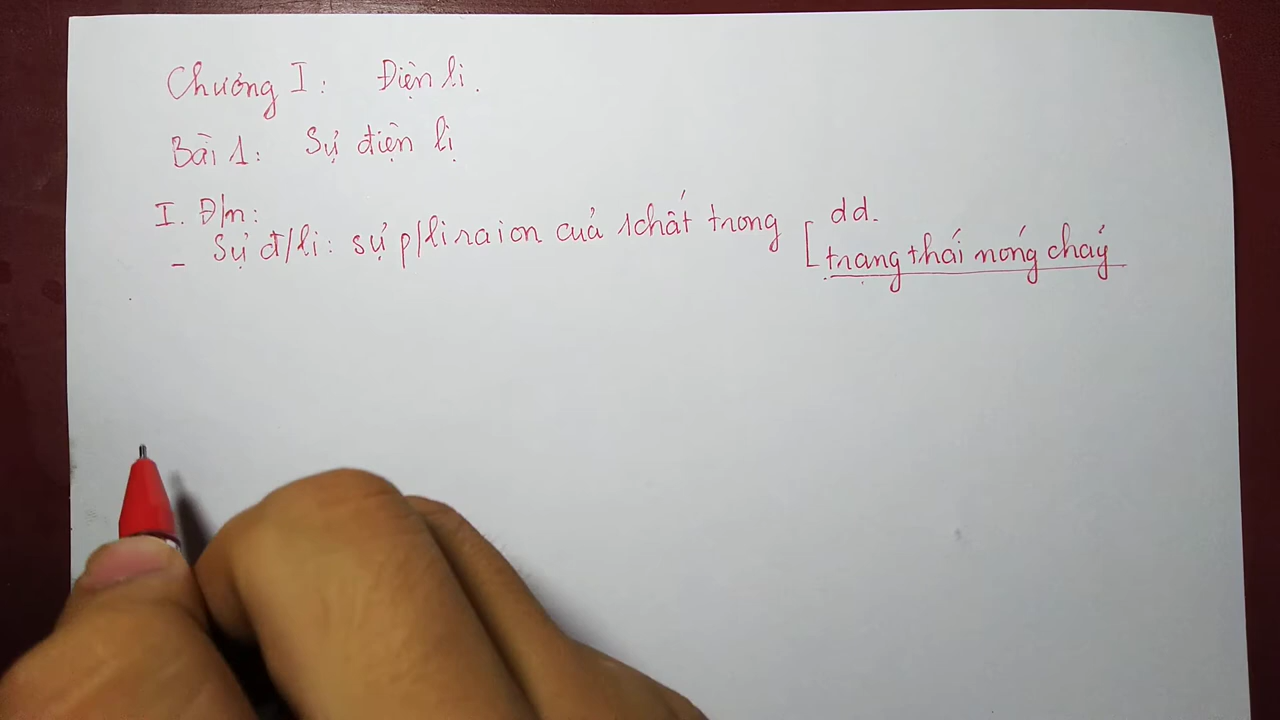 Chương I: Điện li.
Bài 1: Sự điện li
I. Đ/n:
- Sự đ/li: sự p/li ra ion của 1 chất trong [ dd.
trạng thái nóng chảy